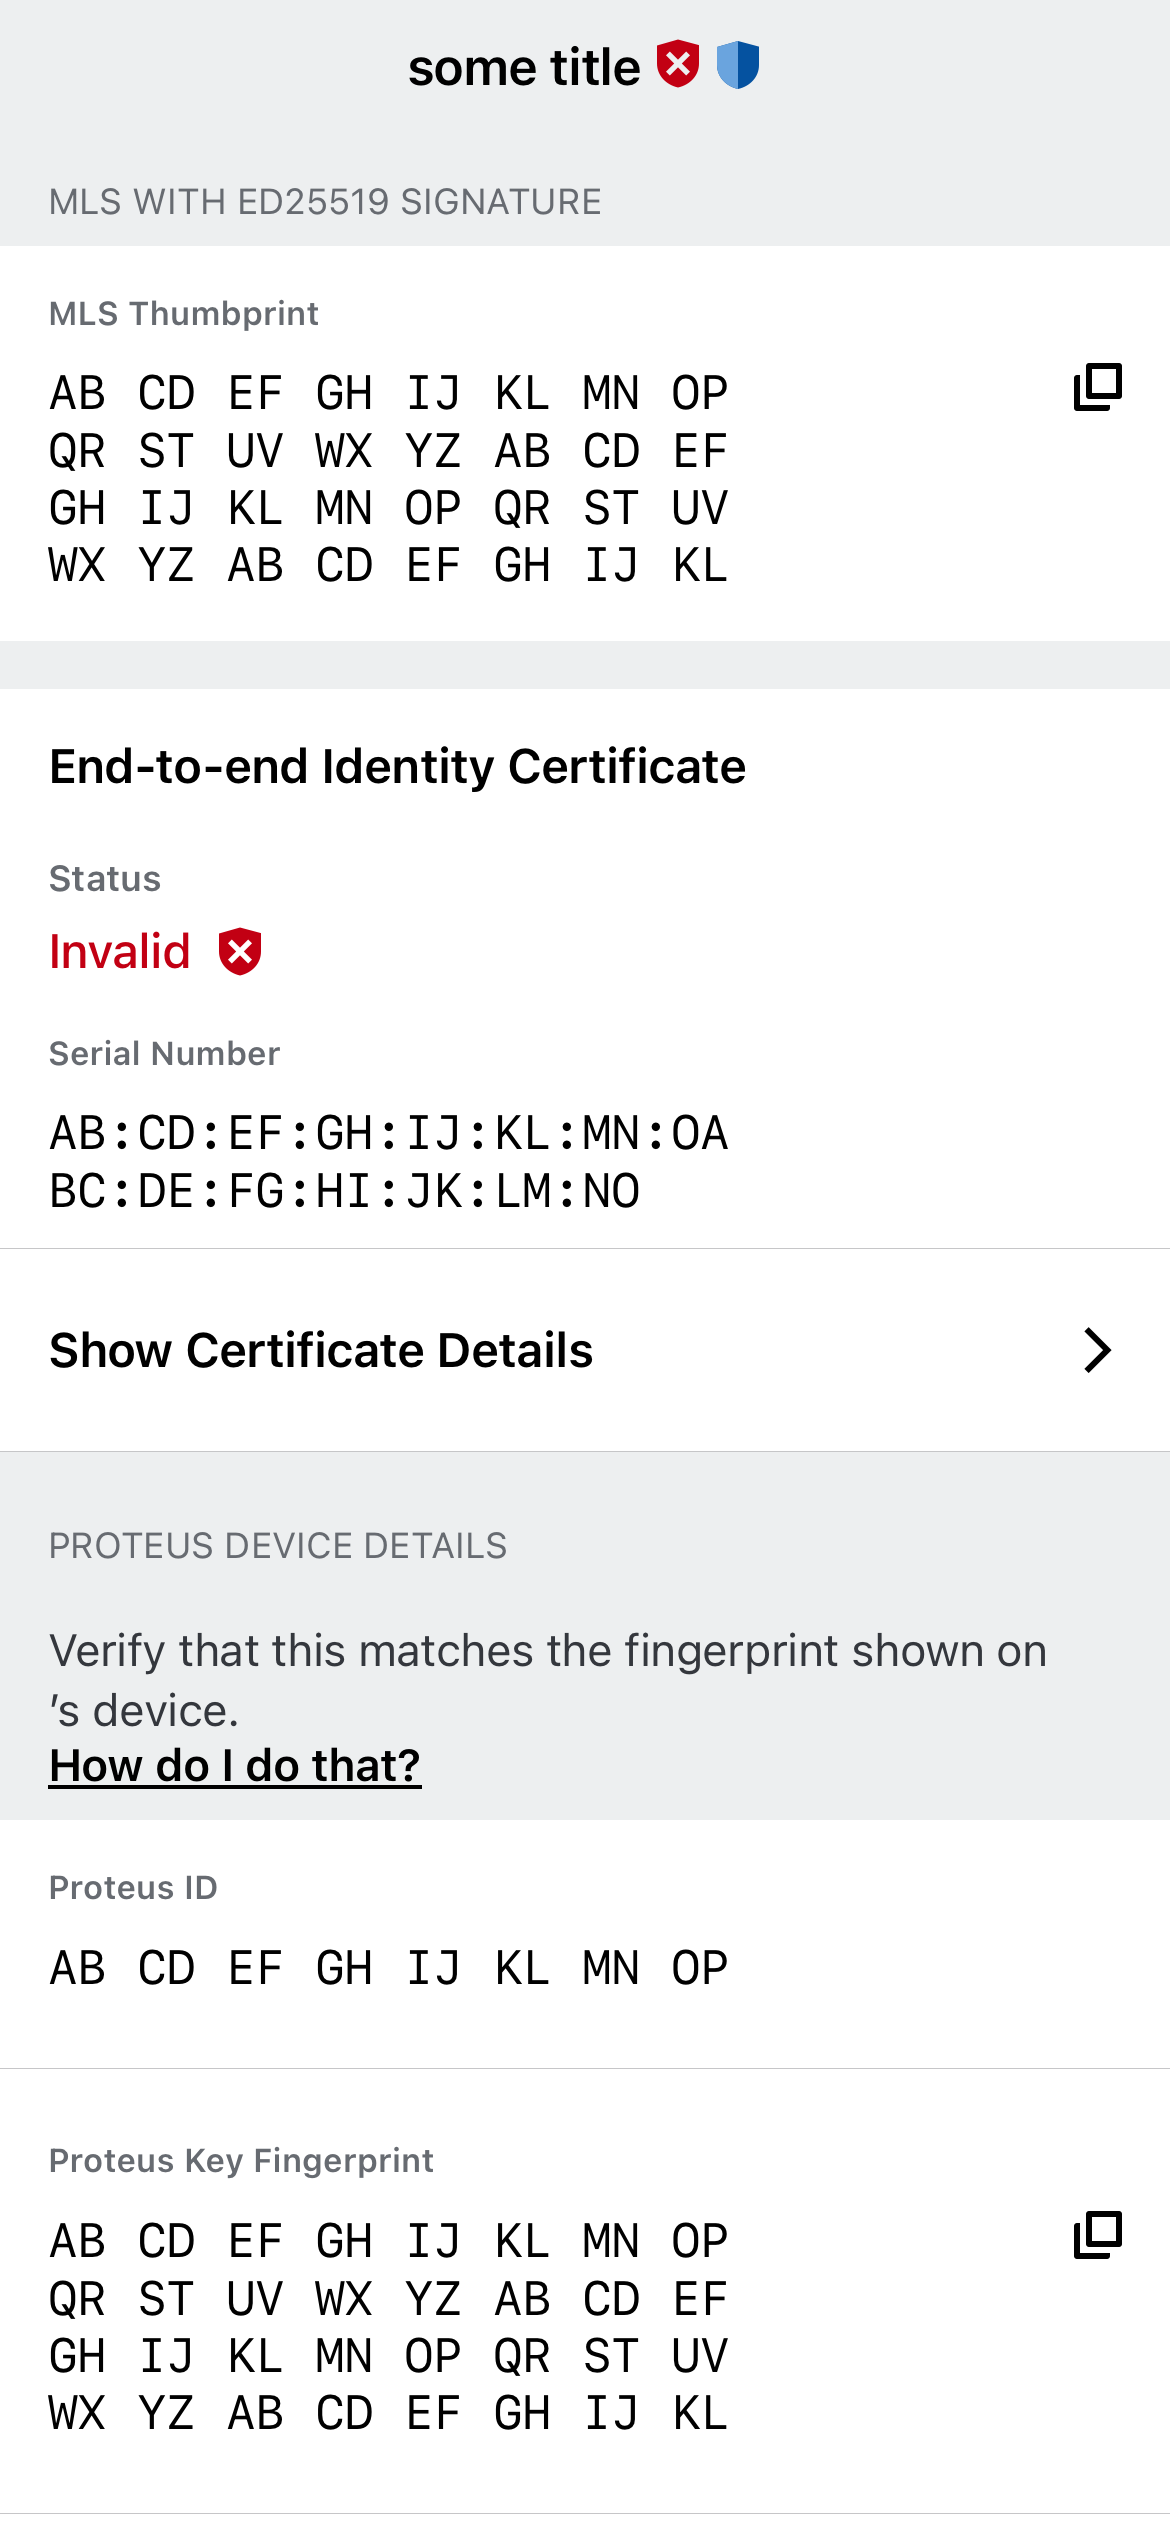 some title
MLS WITH ED25519 SIGNATURE
MLS Thumbprint
AB CD EF GH IJ KL MN OP
QR ST UV WX YZ AB CD EF
GH IJ KL MN OP QR ST UV
WX YZ AB CD EF GH IJ KL
End-to-end Identity Certificate
Status
Invalid
Serial Number
AB:CD:EF:GH:IJ:KL:MN:OA
BC:DE:FG:HI:JK:LM:NO
Show Certificate Details
PROTEUS DEVICE DETAILS
Verify that this matches the fingerprint shown on
’s device.
How do I do that?
Proteus ID
AB CD EF GH IJ KL MN OP
Proteus Key Fingerprint
AB CD EF GH IJ KL MN OP
QR ST UV WX YZ AB CD EF
GH IJ KL MN OP QR ST UV
WX YZ AB CD EF GH IJ KL